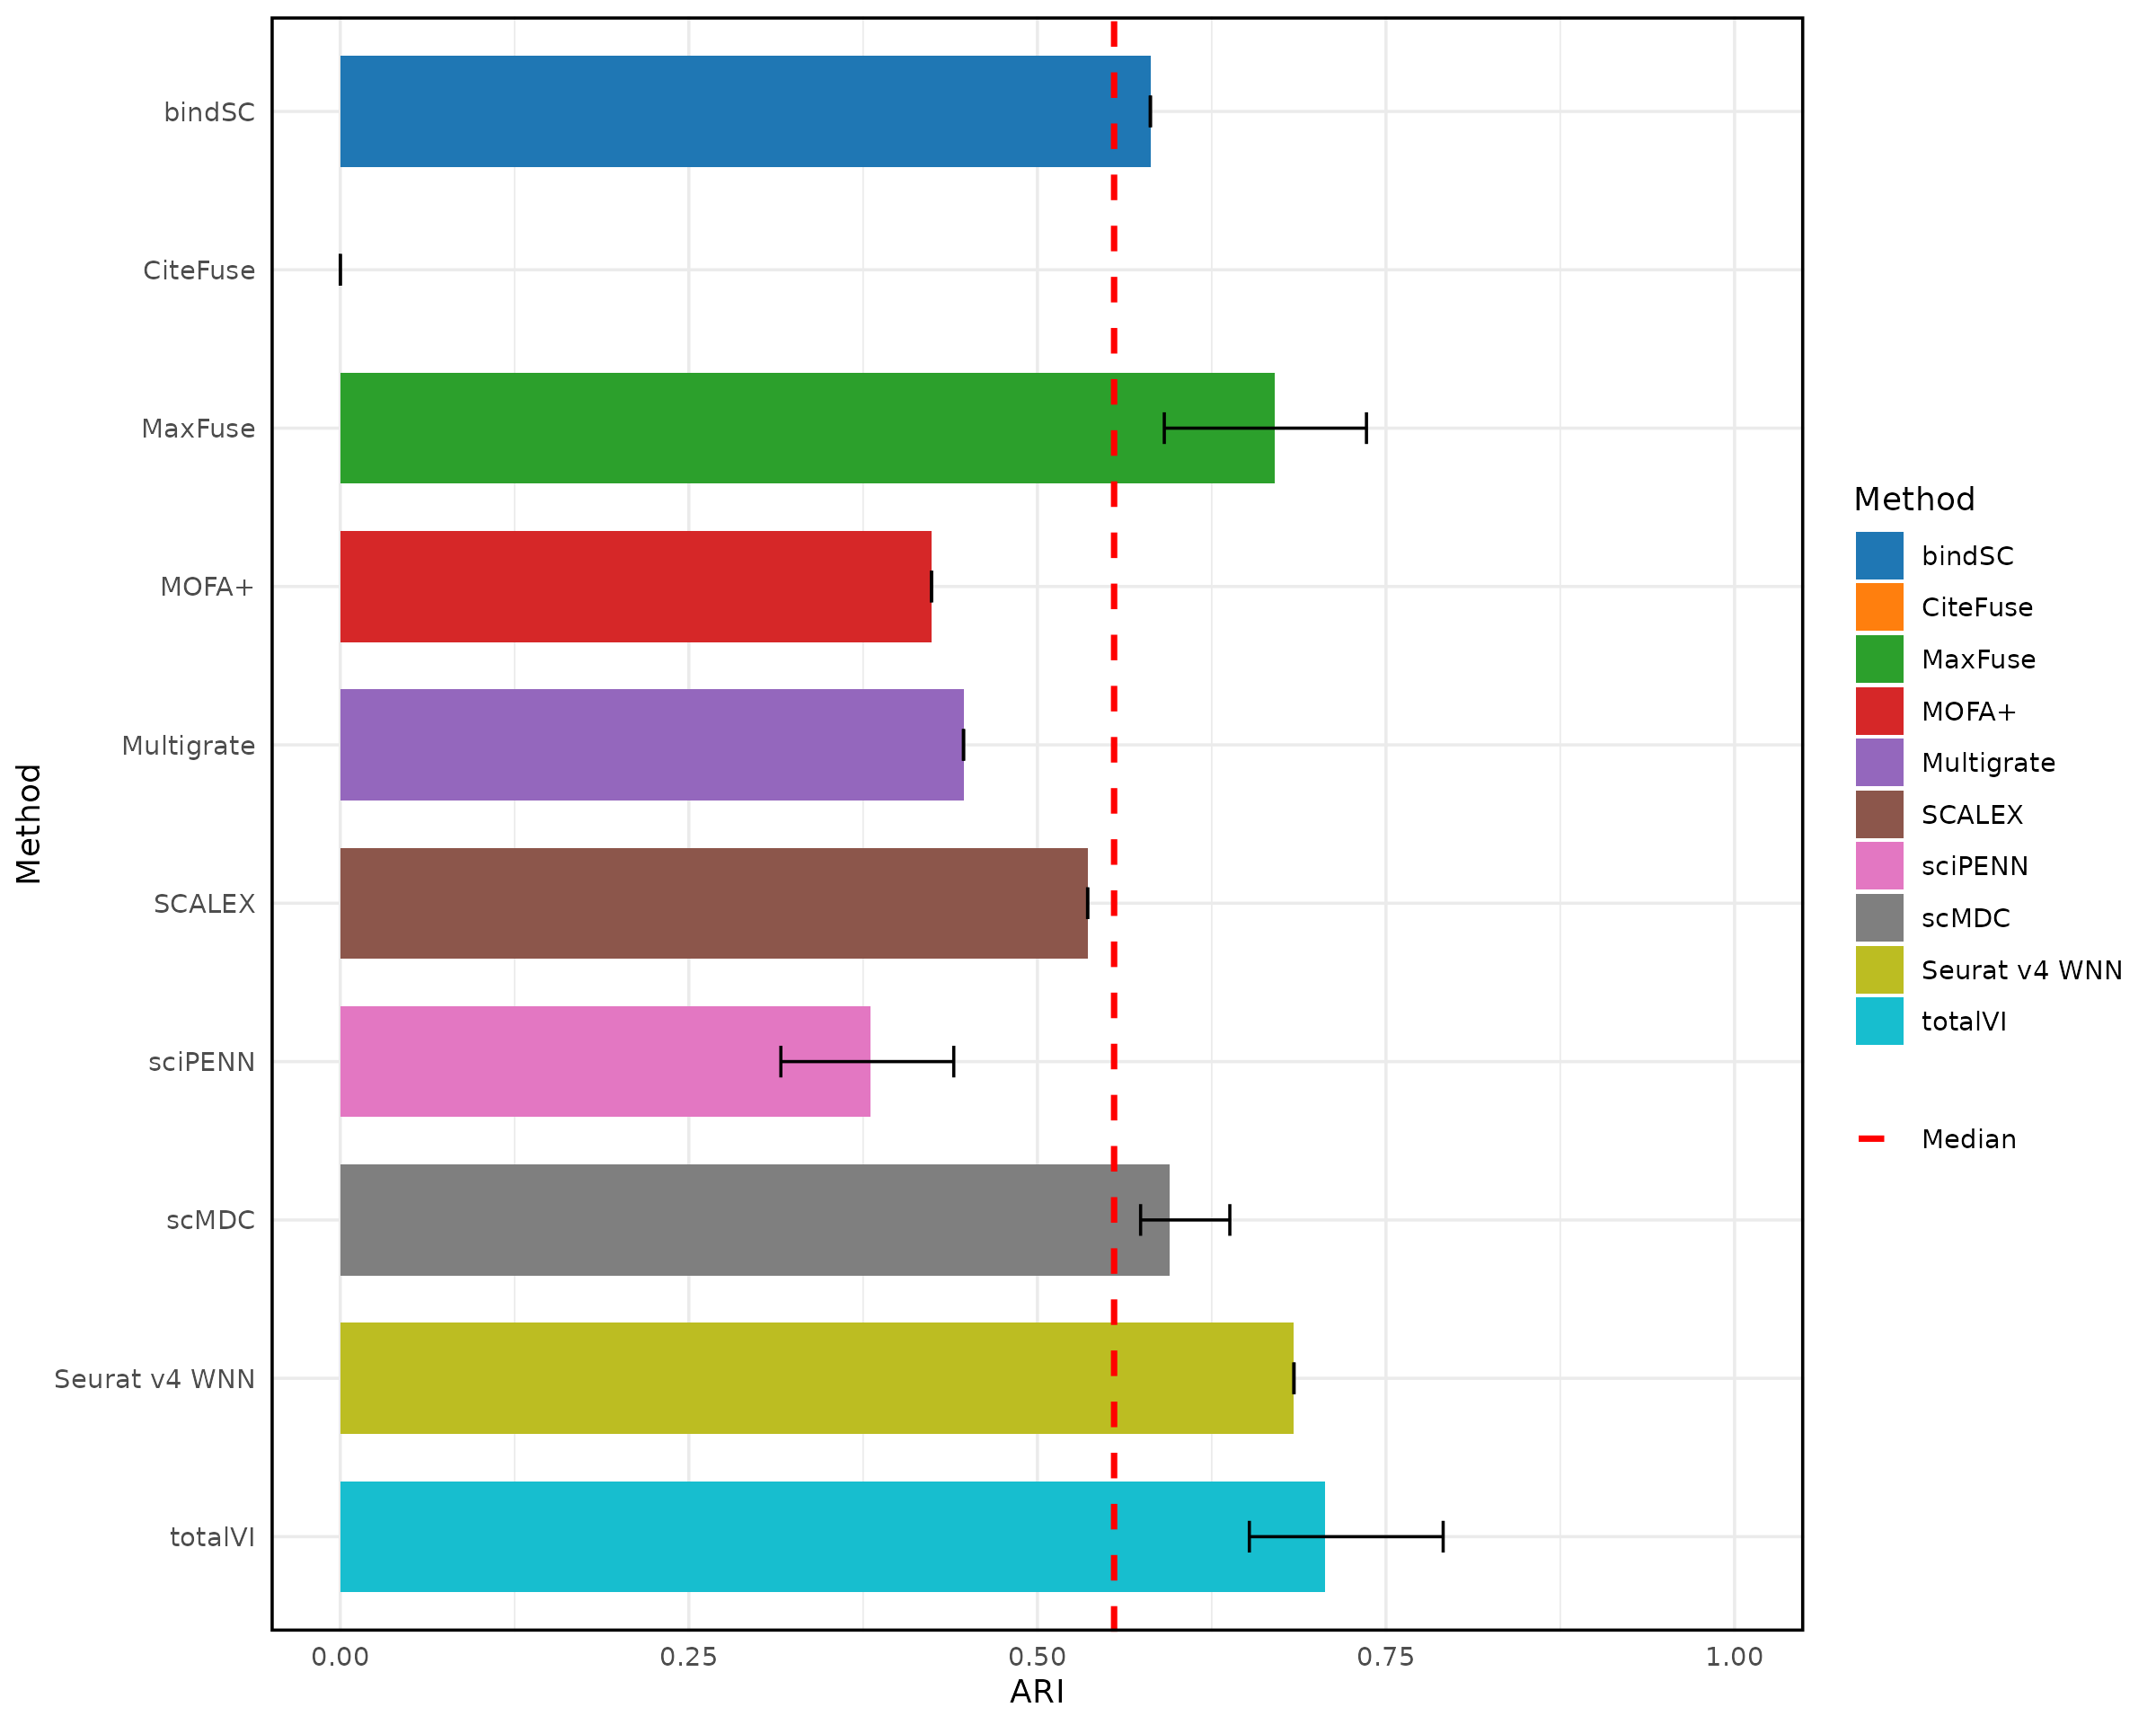 Method
bindSC
CiteFuse
MaxFuse
MOFA+
Multigrate
SCALEX
sciPENN
scMDC
Seurat v4 WNN
totalVI
0.00
0.25
0.50
0.75
1.00
ARI
Method
bindSC
CiteFuse
MaxFuse
MOFA+
Multigrate
SCALEX
sciPENN
scMDC
Seurat v4 WNN
totalVI
Median